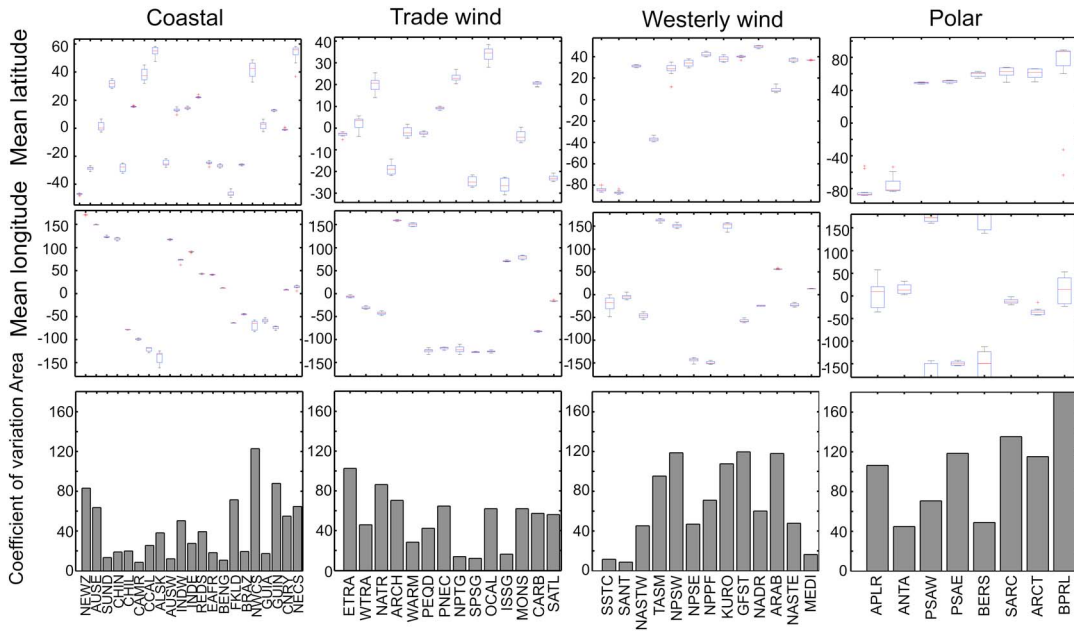 Coastal
Trade wind
Westerly wind
Polar
Mean latitude
60
40
20
0
-20
-40
40
30
20
10
0
-10
-20
-30
40
20
0
-20
-40
-60
-80
80
40
0
-40
-80
Mean longitude
150
100
50
0
-50
-100
-150
150
100
50
0
-50
-100
-150
150
100
50
0
-50
-100
-150
150
100
50
0
-50
-100
-150
Coefficient of variation Area
160
120
80
40
0
160
120
80
40
0
160
120
80
40
0
160
120
80
40
0
NEWZ
AUSE
SUND
CHIN
CHIL
CAMR
CCAL
ALSK
AUSW
INDW
INDE
REDS
EAFR
BENG
FKLD
BRAZ
NWCS
GUIA
GUIN
CNRY
NECS
ETRA
WTRA
NATR
ARCH
WARM
PEQD
PNEC
NPTG
SPSG
OCAL
ISSG
MONS
CARB
SATL
SSTC
SANT
NASTW
TASM
NPSW
NPSE
NPPF
KURO
GFST
NADR
ARAB
NASTE
MEDI
APLR
ANTA
PSAW
PSAE
BERS
SARC
ARCT
BPRL